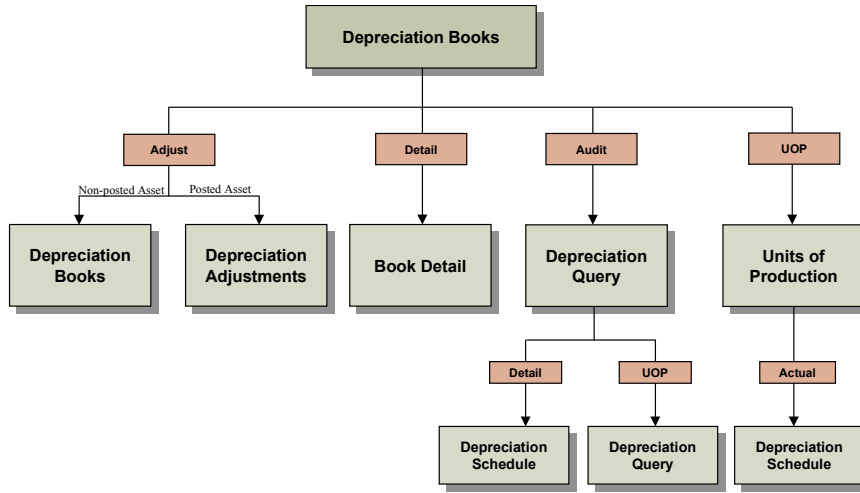 Depreciation Books
Adjust
Detail
Audit
UOP
Non-posted Asset
Posted Asset
Depreciation
Books
Depreciation
Adjustments
Book Detail
Depreciation
Query
Units of
Production
Detail
UOP
Actual
Depreciation
Schedule
Depreciation
Query
Depreciation
Schedule